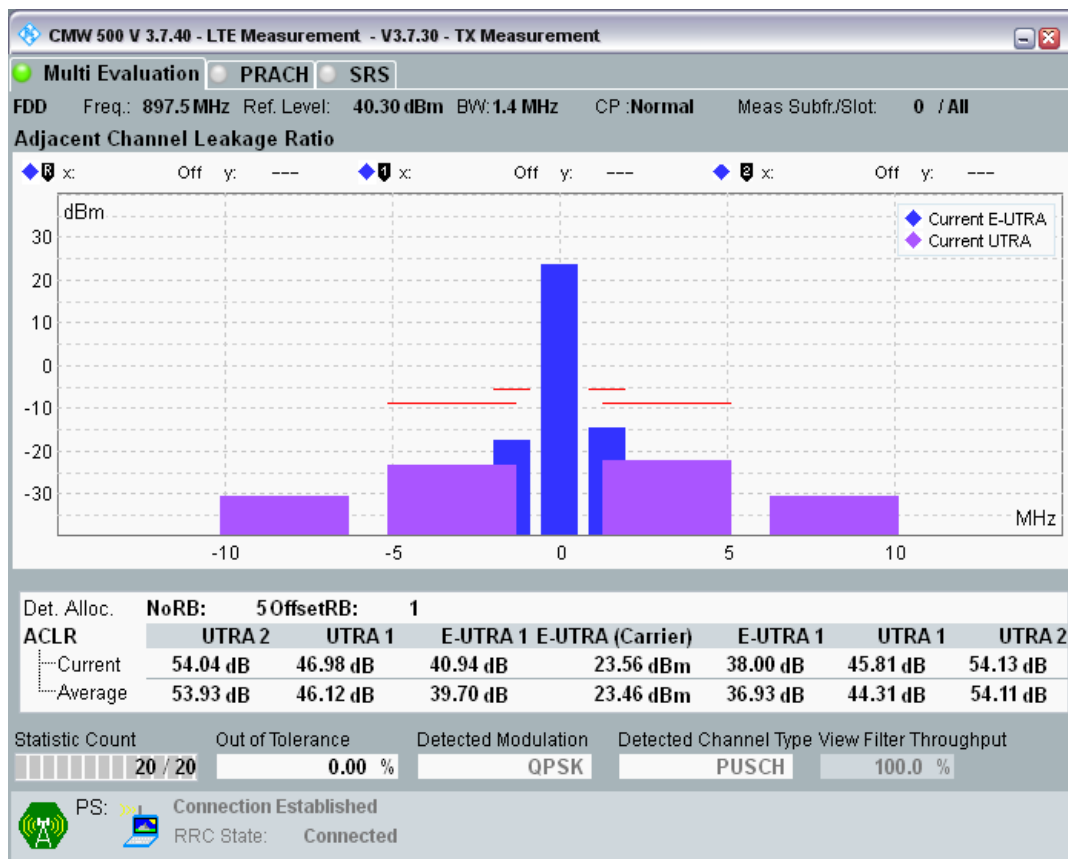 CMW 500 V 3.7.40 - LTE Measurement - V3.7.30 - TX Measurement
Multi Evaluation PRACH SRS
FDD Freq.: 897.5 MHz Ref. Level: 40.30 dBm BW: 1.4 MHz CP :Normal Meas Subfr./Slot: 0 / All
Adjacent Channel Leakage Ratio
R x: Off y: --- 1 x: Off y: --- 2 x: Off y: ---
dBm
Current E-UTRA
Current UTRA
30
20
10
0
-10
-20
-30
MHz
-10 -5 0 5 10
Det. Alloc. NoRB: 5 OffsetRB: 1
ACLR UTRA 2 UTRA 1 E-UTRA 1 E-UTRA (Carrier) E-UTRA 1 UTRA 1 UTRA 2
Current 54.04 dB 46.98 dB 40.94 dB 23.56 dBm 38.00 dB 45.81 dB 54.13 dB
Average 53.93 dB 46.12 dB 39.70 dB 23.46 dBm 36.93 dB 44.31 dB 54.11 dB
Statistic Count Out of Tolerance Detected Modulation Detected Channel Type View Filter Throughput
20 / 20 0.00 % QPSK PUSCH 100.0 %
PS: Connection Established
RRC State: Connected